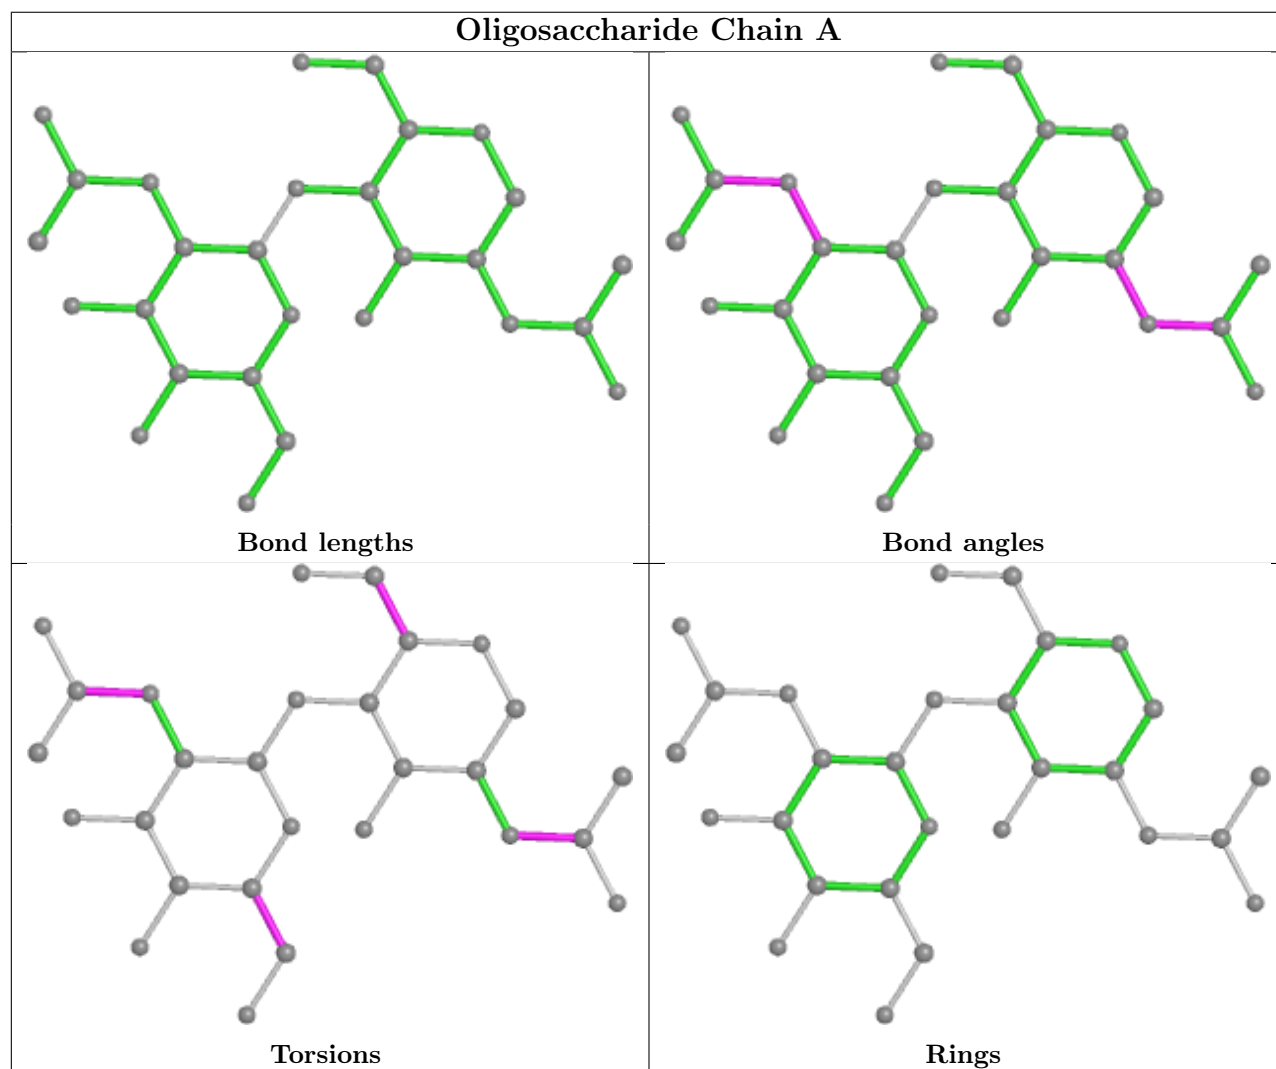 Oligosaccharide Chain A
Bond lengths
Bond angles
Torsions
Rings